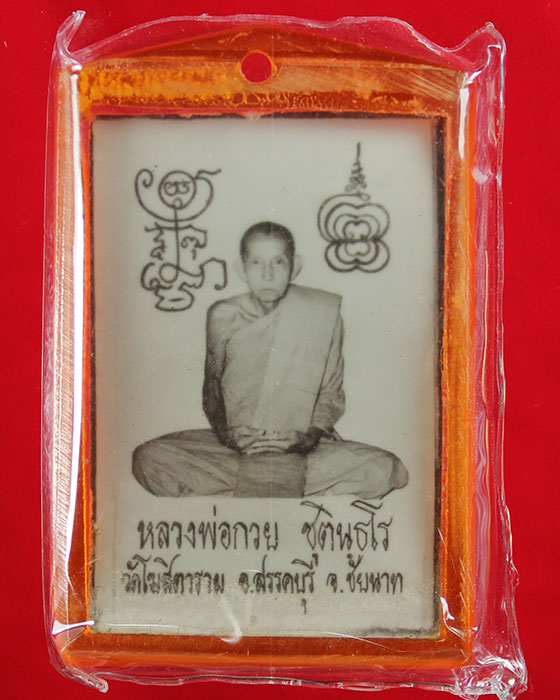 หลวงพ่อกวย ชุตินฺธโร
วัดโฆสิตาราม อ.สรรคบุรี จ.ชัยนาท